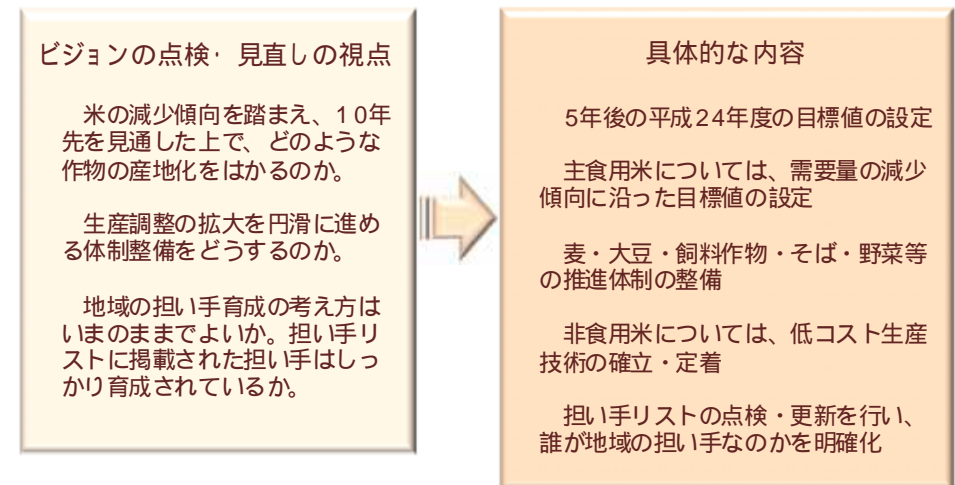 ビジョンの点検・見直しの視点
米の減少傾向を踏まえ、10年
先を見通した上で、どのような
作物の産地化をはかるのか。
生産調整の拡大を円滑に進め
る体制整備をどうするのか。
地域の担い手育成の考え方は
いまのままでよいか。担い手リ
ストに掲載された担い手はしっ
かり育成されているか。
具体的な内容
5年後の平成24年度の目標値の設定
主食用米については、需要量の減少
傾向に沿った目標値の設定
麦・大豆・飼料作物・そば・野菜等
の推進体制の整備
非食用米については、低コスト生産
技術の確立・定着
担い手リストの点検・更新を行い、
誰が地域の担い手なのかを明確化